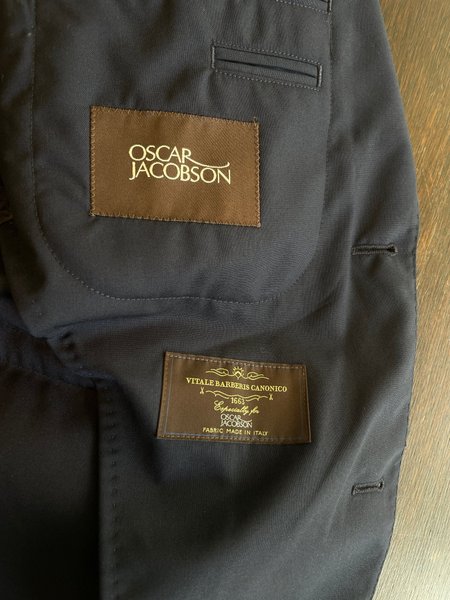 OSCAR
JACOBSON
VITALE BARBERIS CANONICO
1663
Especially for
OSCAR
JACOBSON
FABRIC MADE IN ITALY